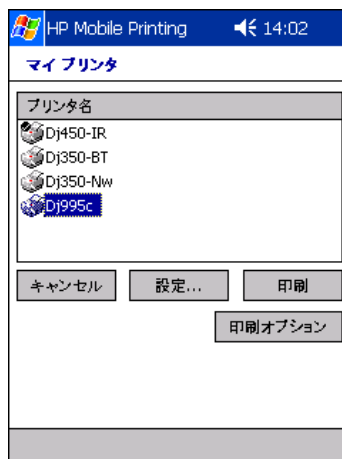 HP Mobile Printing 14:02
マイ プリンタ
プリンタ名
Dj450-IR
Dj350-BT
Dj350-Nw
Dj995c
キャンセル 設定... 印刷
印刷オプション